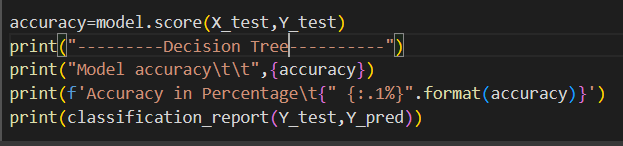 accuracy=model.score(X_test,Y_test)
print("---------Decision Tree----------")
print("Model accuracy\t\t",{accuracy})
print(f'Accuracy in Percentage\t{" {:.1%}".format(accuracy)}')
print(classification_report(Y_test,Y_pred))